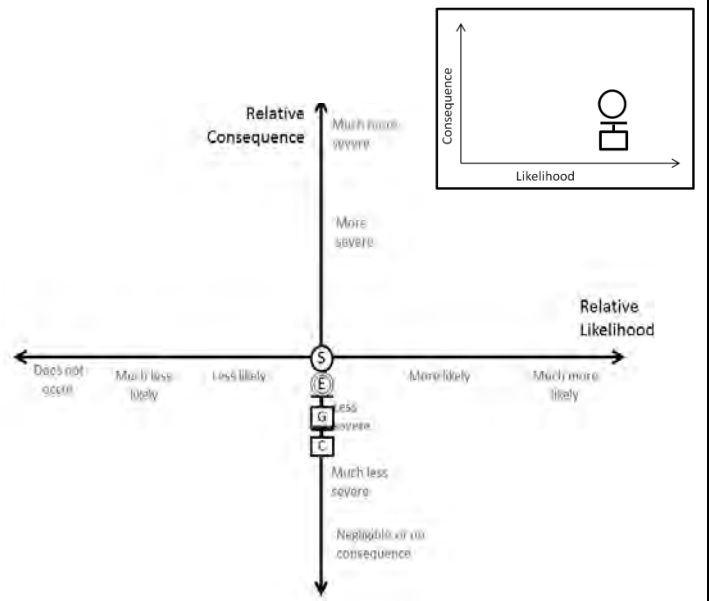 Relative
Consequence
Much more
severe
More
severe
Consequence
Likelihood
Relative
Likelihood
S
Does not
occur
Much less
likely
Less likely
More likely
Much more
likely
E
Less
severe
G
C
Much less
severe
Negligible or no
consequence